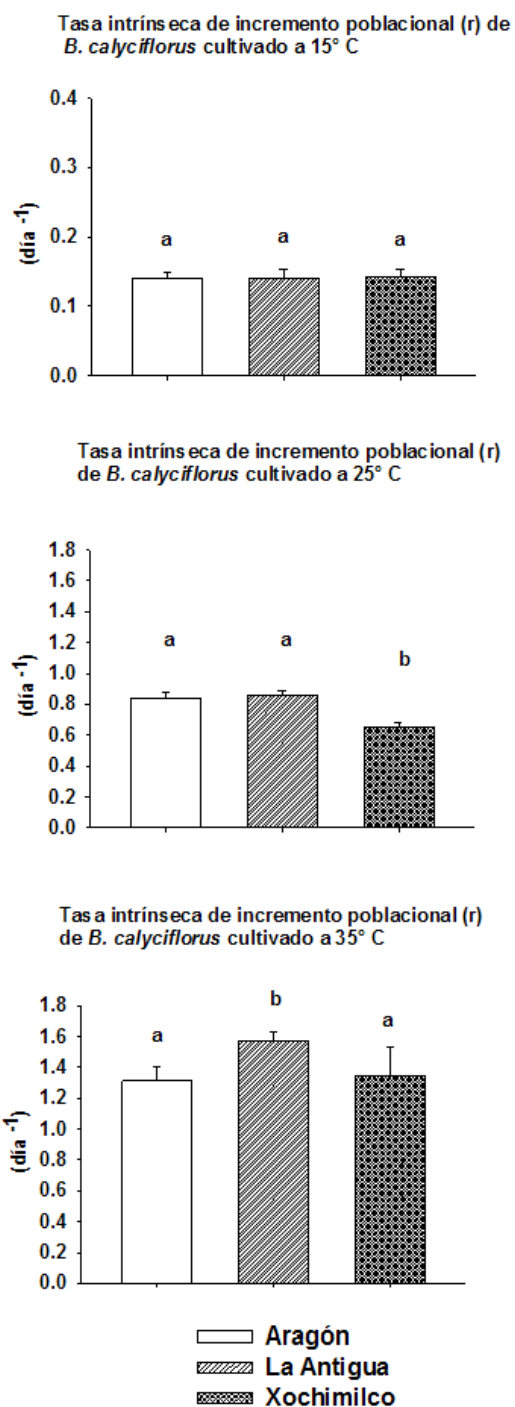 Tasa intrínseca de incremento poblacional (r) de
B. calyciflorus cultivado a 15° C
0.4
0.3
0.2
0.1
0.0
(día -1)
a
a
a
Tasa intrínseca de incremento poblacional (r)
de B. calyciflorus cultivado a 25° C
1.8
1.6
1.4
1.2
1.0
0.8
0.6
0.4
0.2
0.0
(día -1)
a
a
b
Tasa intrínseca de incremento poblacional (r)
de B. calyciflorus cultivado a 35° C
1.8
1.6
1.4
1.2
1.0
0.8
0.6
0.4
0.2
0.0
(día -1)
a
b
a
Aragón
La Antigua
Xochimilco